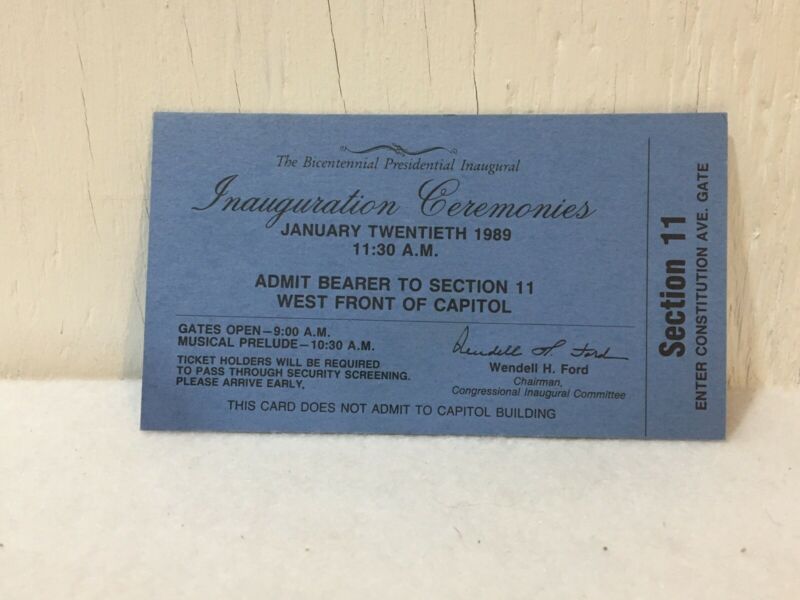 The Bicentennial Presidential Inaugural
Inauguration Ceremonies
JANUARY TWENTIETH 1989
11:30 A.M.
ADMIT BEARER TO SECTION 11
WEST FRONT OF CAPITOL
GATES OPEN—9:00 A.M.
MUSICAL PRELUDE—10:30 A.M.
TICKET HOLDERS WILL BE REQUIRED
TO PASS THROUGH SECURITY SCREENING.
PLEASE ARRIVE EARLY.
Wendell H. Ford
Wendell H. Ford
Chairman,
Congressional Inaugural Committee
THIS CARD DOES NOT ADMIT TO CAPITOL BUILDING
Section 11
ENTER CONSTITUTION AVE. GATE